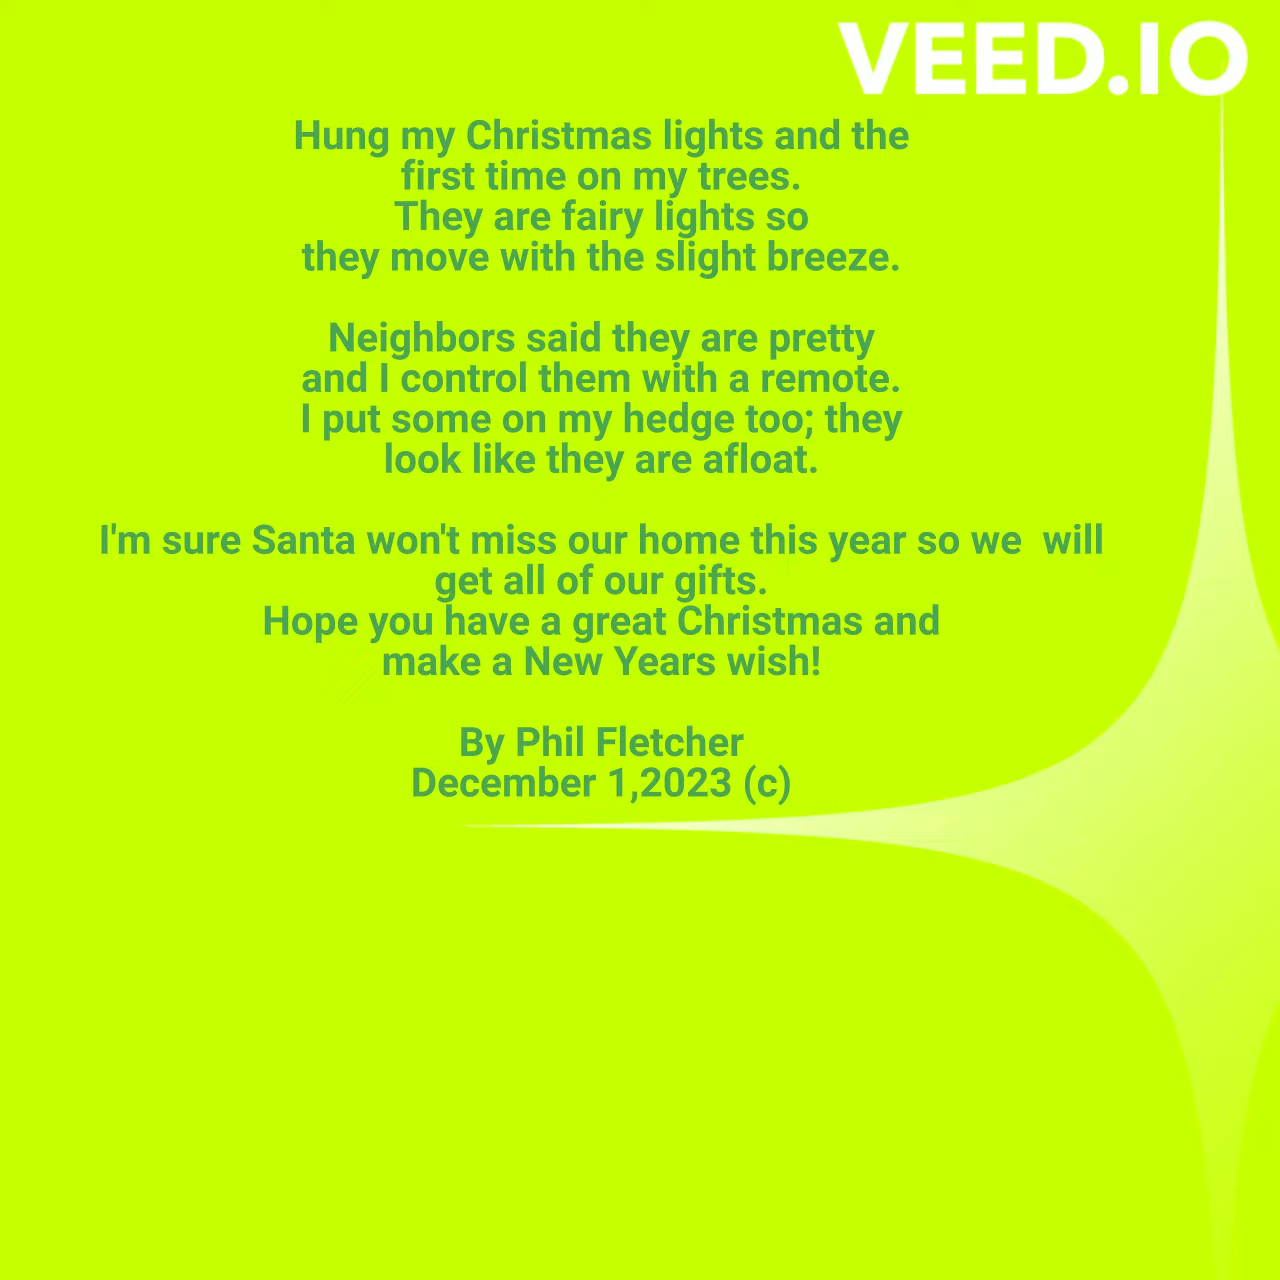 VEED.IO
Hung my Christmas lights and the
first time on my trees.
They are fairy lights so
they move with the slight breeze.
Neighbors said they are pretty
and I control them with a remote.
I put some on my hedge too; they
look like they are afloat.
I'm sure Santa won't miss our home this year so we  will
get all of our gifts.
Hope you have a great Christmas and
make a New Years wish!
By Phil Fletcher
December 1,2023 (c)